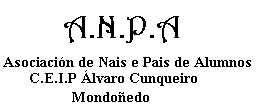 A.N.P.A
Asociación de Nais e Pais de Alumnos
C.E.I.P Álvaro Cunqueiro
Mondoñedo